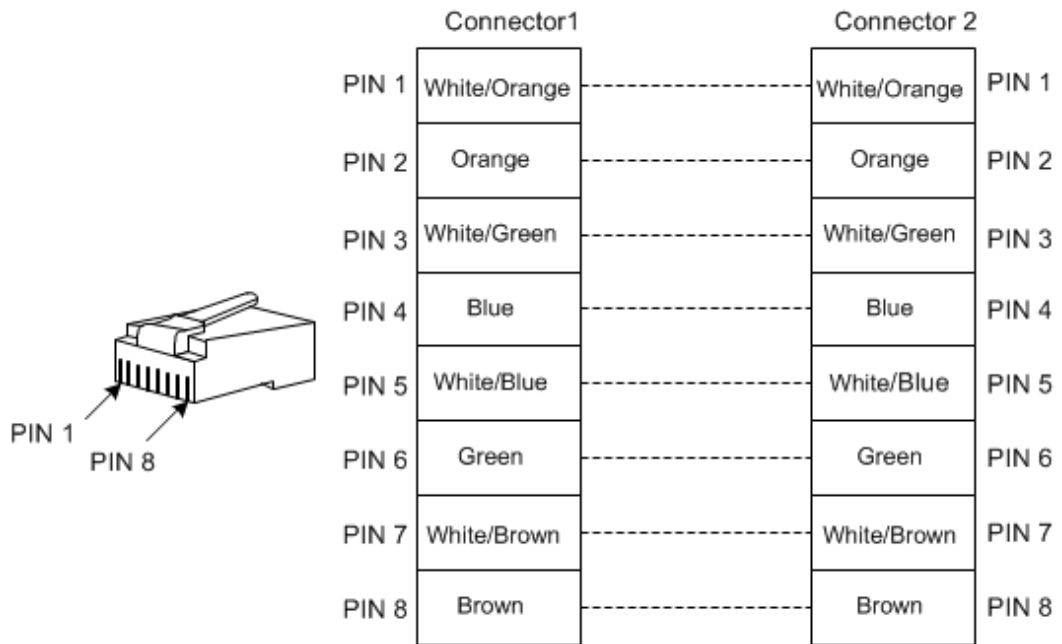 Connector1 Connector 2
PIN 1 White/Orange White/Orange PIN 1
PIN 2 Orange Orange PIN 2
PIN 3 White/Green White/Green PIN 3
PIN 4 Blue Blue PIN 4
PIN 5 White/Blue White/Blue PIN 5
PIN 6 Green Green PIN 6
PIN 7 White/Brown White/Brown PIN 7
PIN 8 Brown Brown PIN 8
PIN 1
PIN 8